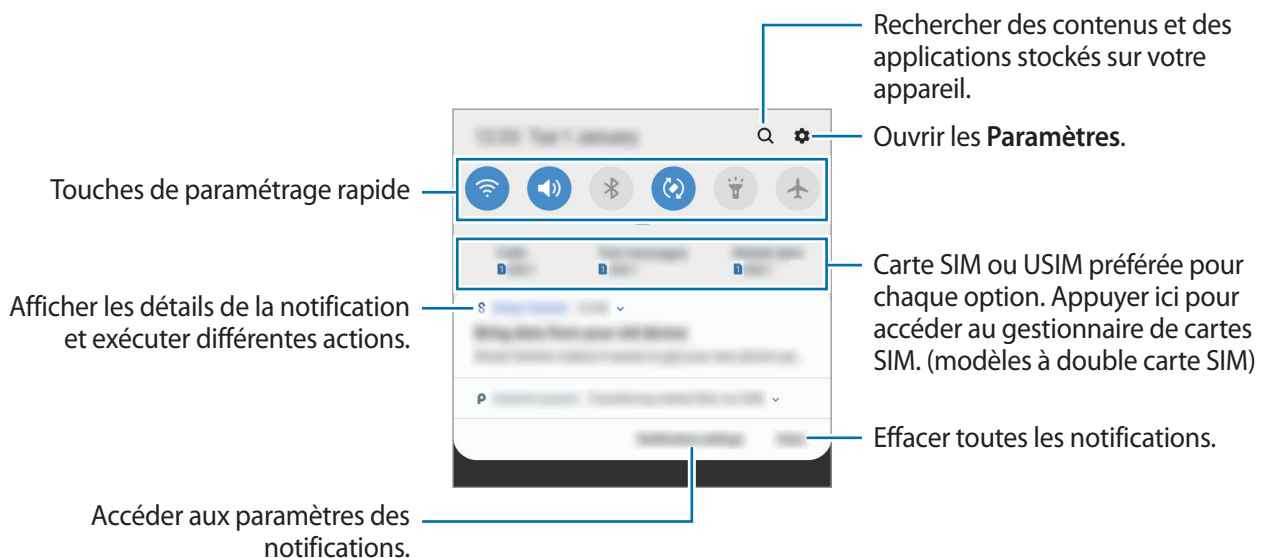 Rechercher des contenus et des
applications stockés sur votre
appareil.
Ouvrir les Paramètres.
Touches de paramétrage rapide
Carte SIM ou USIM préférée pour
chaque option. Appuyer ici pour
accéder au gestionnaire de cartes
SIM. (modèles à double carte SIM)
Afficher les détails de la notification
et exécuter différentes actions.
Effacer toutes les notifications.
Accéder aux paramètres des
notifications.